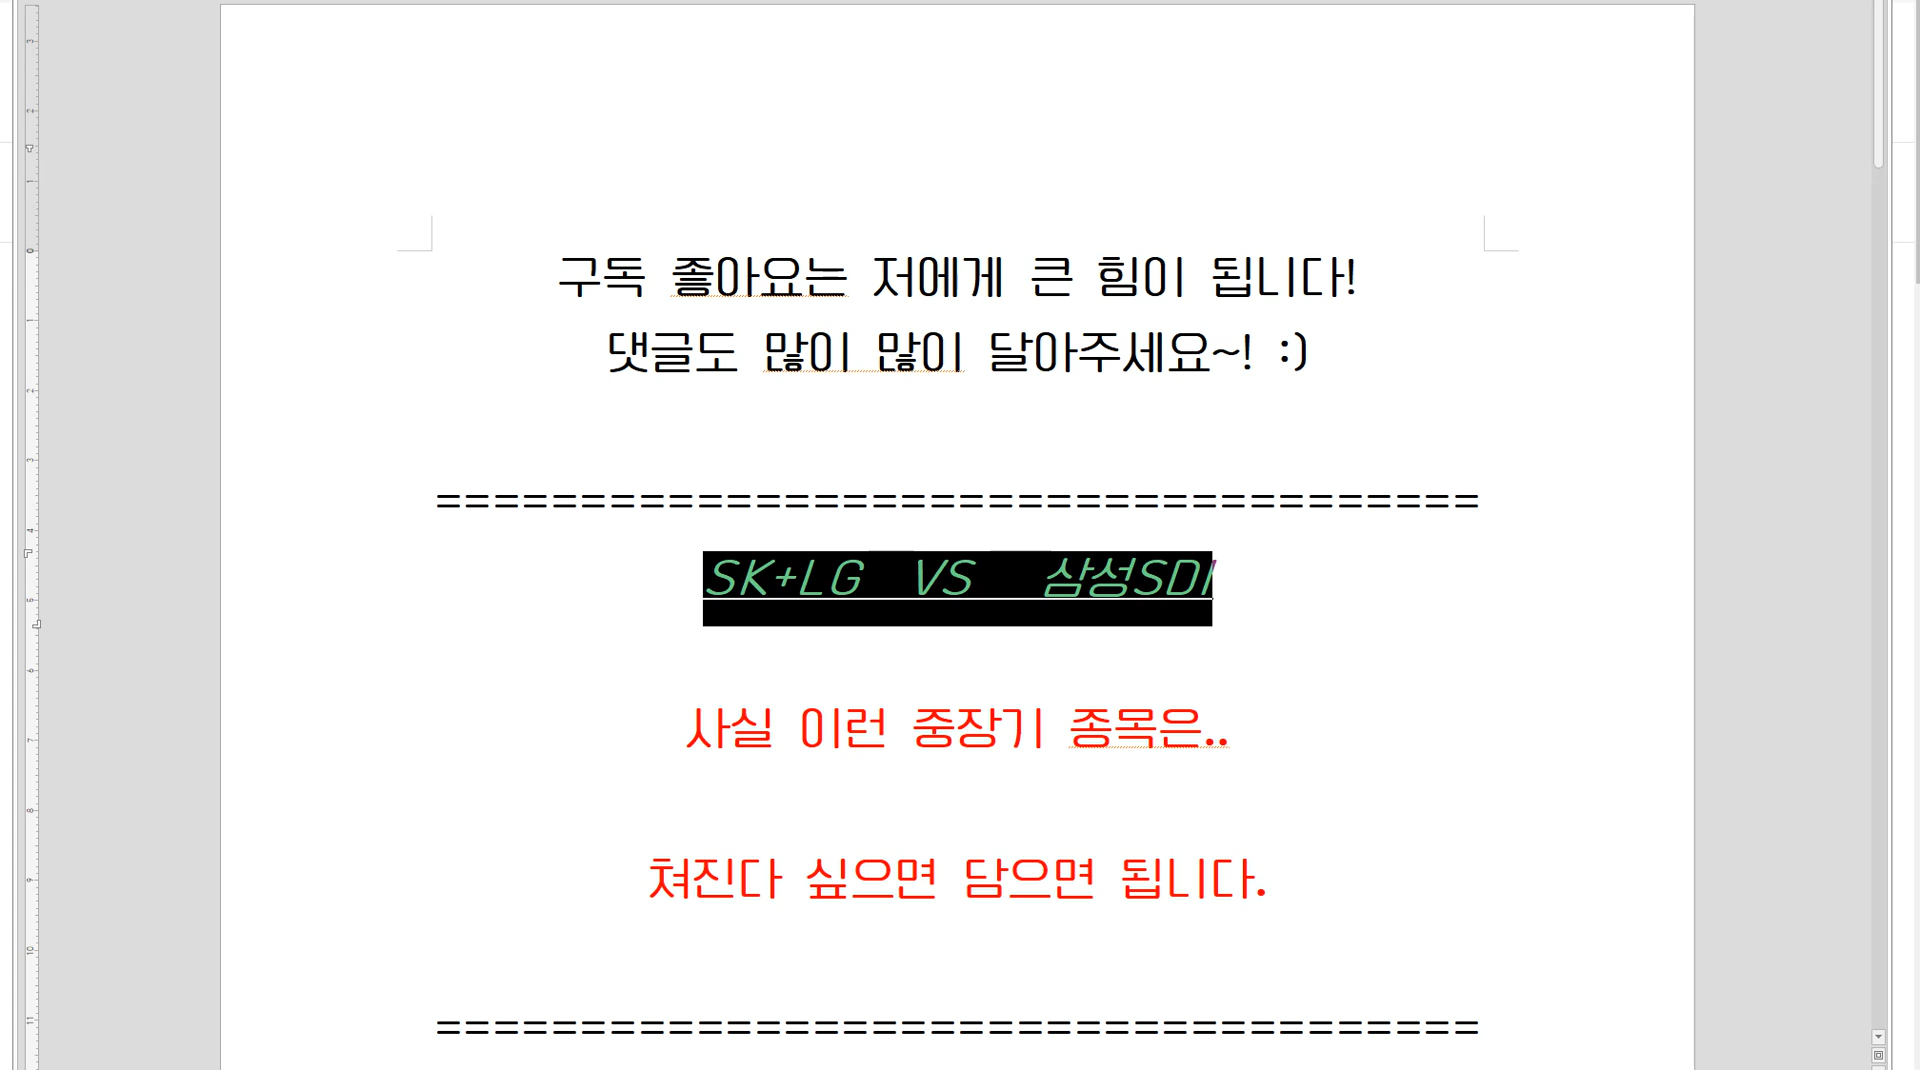 구독 좋아요는 저에게 큰 힘이 됩니다!
댓글도 많이 많이 달아주세요~! :)
====================================
SK+LG VS 삼성SDI
사실 이런 중장기 종목은..
쳐진다 싶으면 담으면 됩니다.
====================================